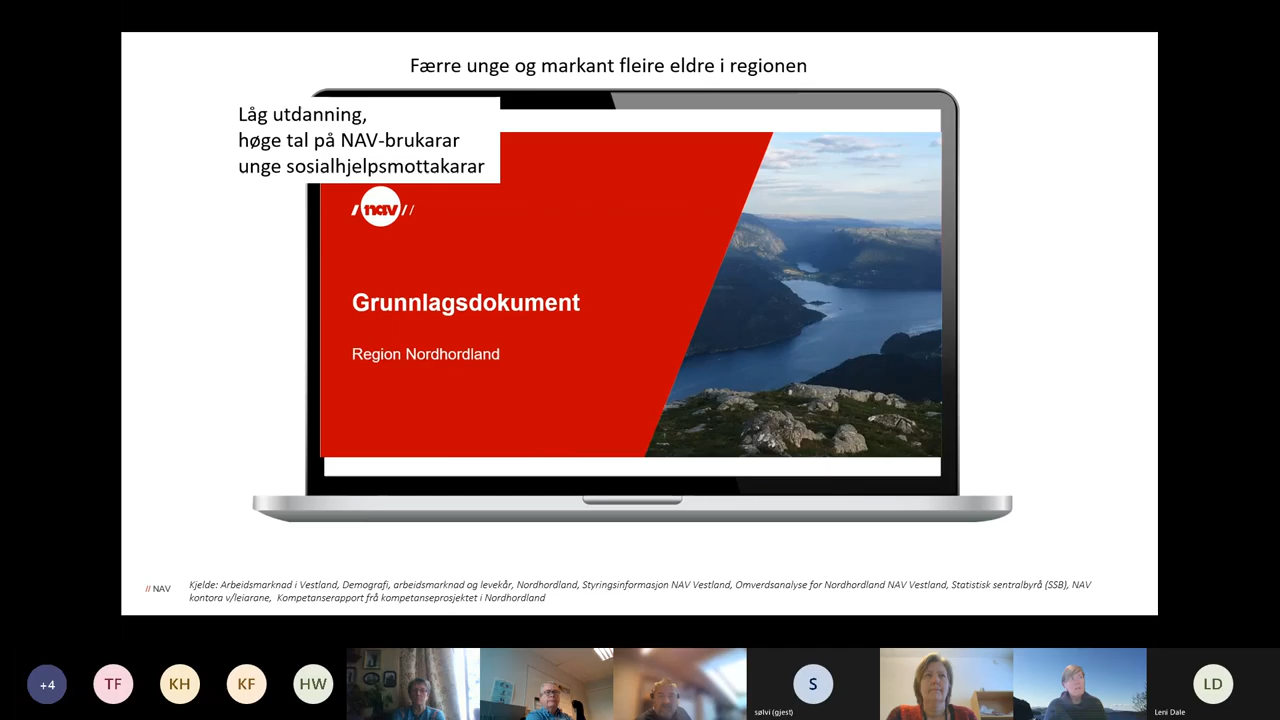 Færre unge og markant fleire eldre i regionen
Låg utdanning,
høge tal på NAV-brukarar
unge sosialhjelpsmottakarar
nav
Grunnlagsdokument
Region Nordhordland
// NAV
Kjelde: Arbeidsmarknad i Vestland, Demografi, arbeidsmarknad og levekår, Nordhordland, Styringsinformasjon NAV Vestland, Omverdsanalyse for Nordhordland NAV Vestland, Statistisk sentralbyrå (SSB), NAV
kontora v/leiarane, Kompetanserapport frå kompetanseprosjektet i Nordhordland
+4
TF
KH
KF
HW
S
LD
sølvi (gjest)
Leni Dale